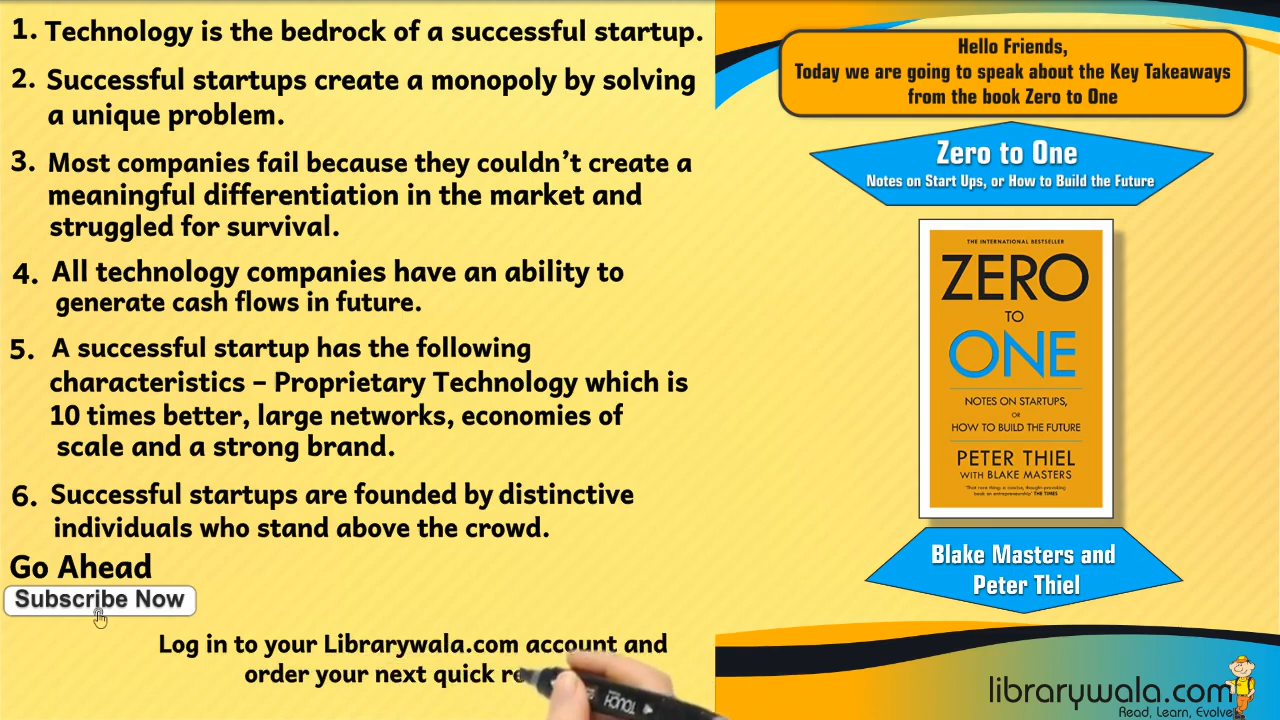 1. Technology is the bedrock of a successful startup.
2. Successful startups create a monopoly by solving
a unique problem.
3. Most companies fail because they couldn't create a
meaningful differentiation in the market and
struggled for survival.
4. All technology companies have an ability to
generate cash flows in future.
5. A successful startup has the following
characteristics – Proprietary Technology which is
10 times better, large networks, economies of
scale and a strong brand.
6. Successful startups are founded by distinctive
individuals who stand above the crowd.
Go Ahead
Subscribe Now
Log in to your Librarywala.com account and
order your next quick
TOUCH
Hello Friends,
Today we are going to speak about the Key Takeaways
from the book Zero to One
Zero to One
Notes on Start Ups, or How to Build the Future
THE INTERNATIONAL BESTSELLER
ZERO
TO
ONE
NOTES ON STARTUPS,
OR
HOW TO BUILD THE FUTURE
PETER THIEL
WITH BLAKE MASTERS
book on entrepreneurship' THE TIMES
Blake Masters and
Peter Thiel
librarywala.com
Read, Learn, Evolve